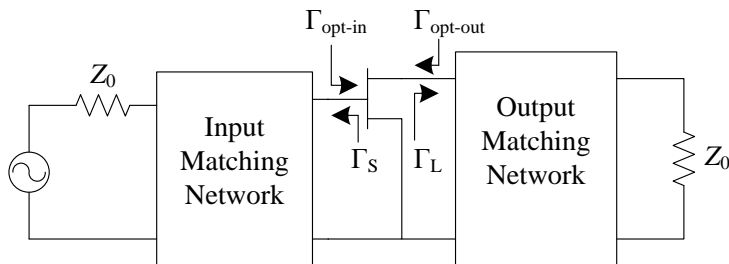 Γopt-in
Γopt-out
Z0
Input
Matching
Network
ΓS
ΓL
Output
Matching
Network
Z0